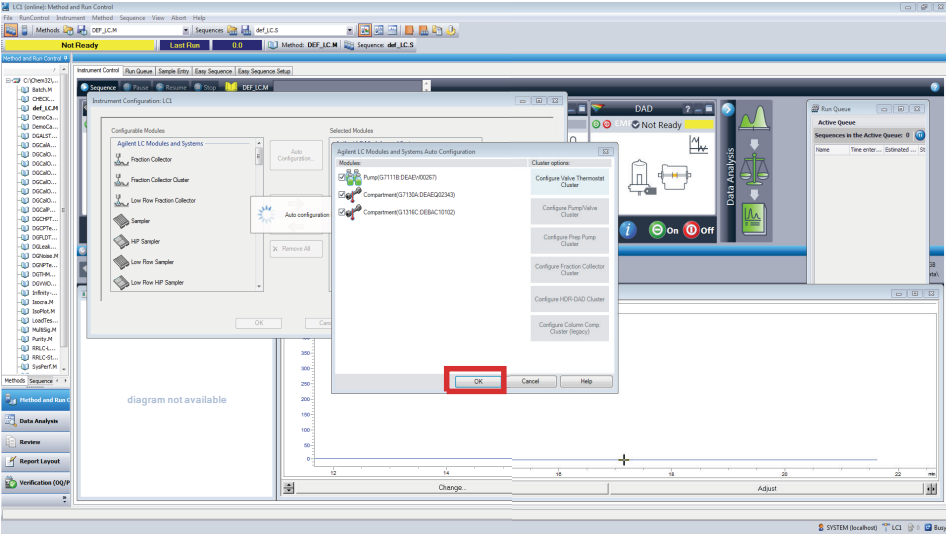 LC1 (online): Method and Run Control
File RunControl Instrument Method Sequence View Abort Help
Methods DEF_LC.M Sequences def_LC.S
Not Ready Last Run 0.0 Method: DEF_LC.M Sequence: def_LC.S
Method and Run Control
Instrument Control Run Queue Sample Entry Easy Sequence Easy Sequence Setup
Sequence Pause Resume Stop DEF_LC.M
C:\Chem32\...
Batch.M
CHECK...
def_LC.M
DemoCa...
DemoCa...
DGALST...
DGCalA...
DGCalO...
DGCalO...
DGCalO...
DGCalO...
DGCalO...
DGCalP...
DGCHPT...
DGCPTe...
DGFLDT...
DGLeak...
DGNoise.M
DGNPTe...
DGTHM...
DGVWD...
Infinity-...
Isocra.M
IsoPlot.M
LoadTes...
MultiSig.M
Purity.M
RRLC-L...
RRLC-St...
SysPerf.M
Methods Sequence
Method and Run C
Data Analysis
Review
Report Layout
Verification (OQ/P
Instrument Configuration: LC1
Configurable Modules
Agilent LC Modules and Systems
Fraction Collector
Fraction Collector Cluster
Low Row Fraction Collector
Sampler
HiP Sampler
Low Row Sampler
Low Row HiP Sampler
Auto
Configuration...
Auto configuration
Remove All
Selected Modules
OK
Agilent LC Modules and Systems Auto Configuration
Modules:
Pump(G7111B:DEAEW00267)
Compartment(G7130A:DEAEQ02343)
Compartment(G1316C:DEBAC10102)
Cluster options:
Configure Valve Thermostat
Cluster
Configure Pump/Valve
Cluster
Configure Prep Pump
Cluster
Configure Fraction Collector
Cluster
Configure HDR-DAD Cluster
Configure Column Comp.
Cluster (legacy)
OK Cancel Help
DAD
EMF Not Ready
On Off
Data Analysis
Run Queue
Active Queue
Sequences in the Active Queue: 0
Name Time enter... Estimated ... St
diagram not available
350
300
250
200
150
100
50
0
12 14 16 18 20 22 min
Change... Adjust
SYSTEM (localhost) LC1 0 Busy